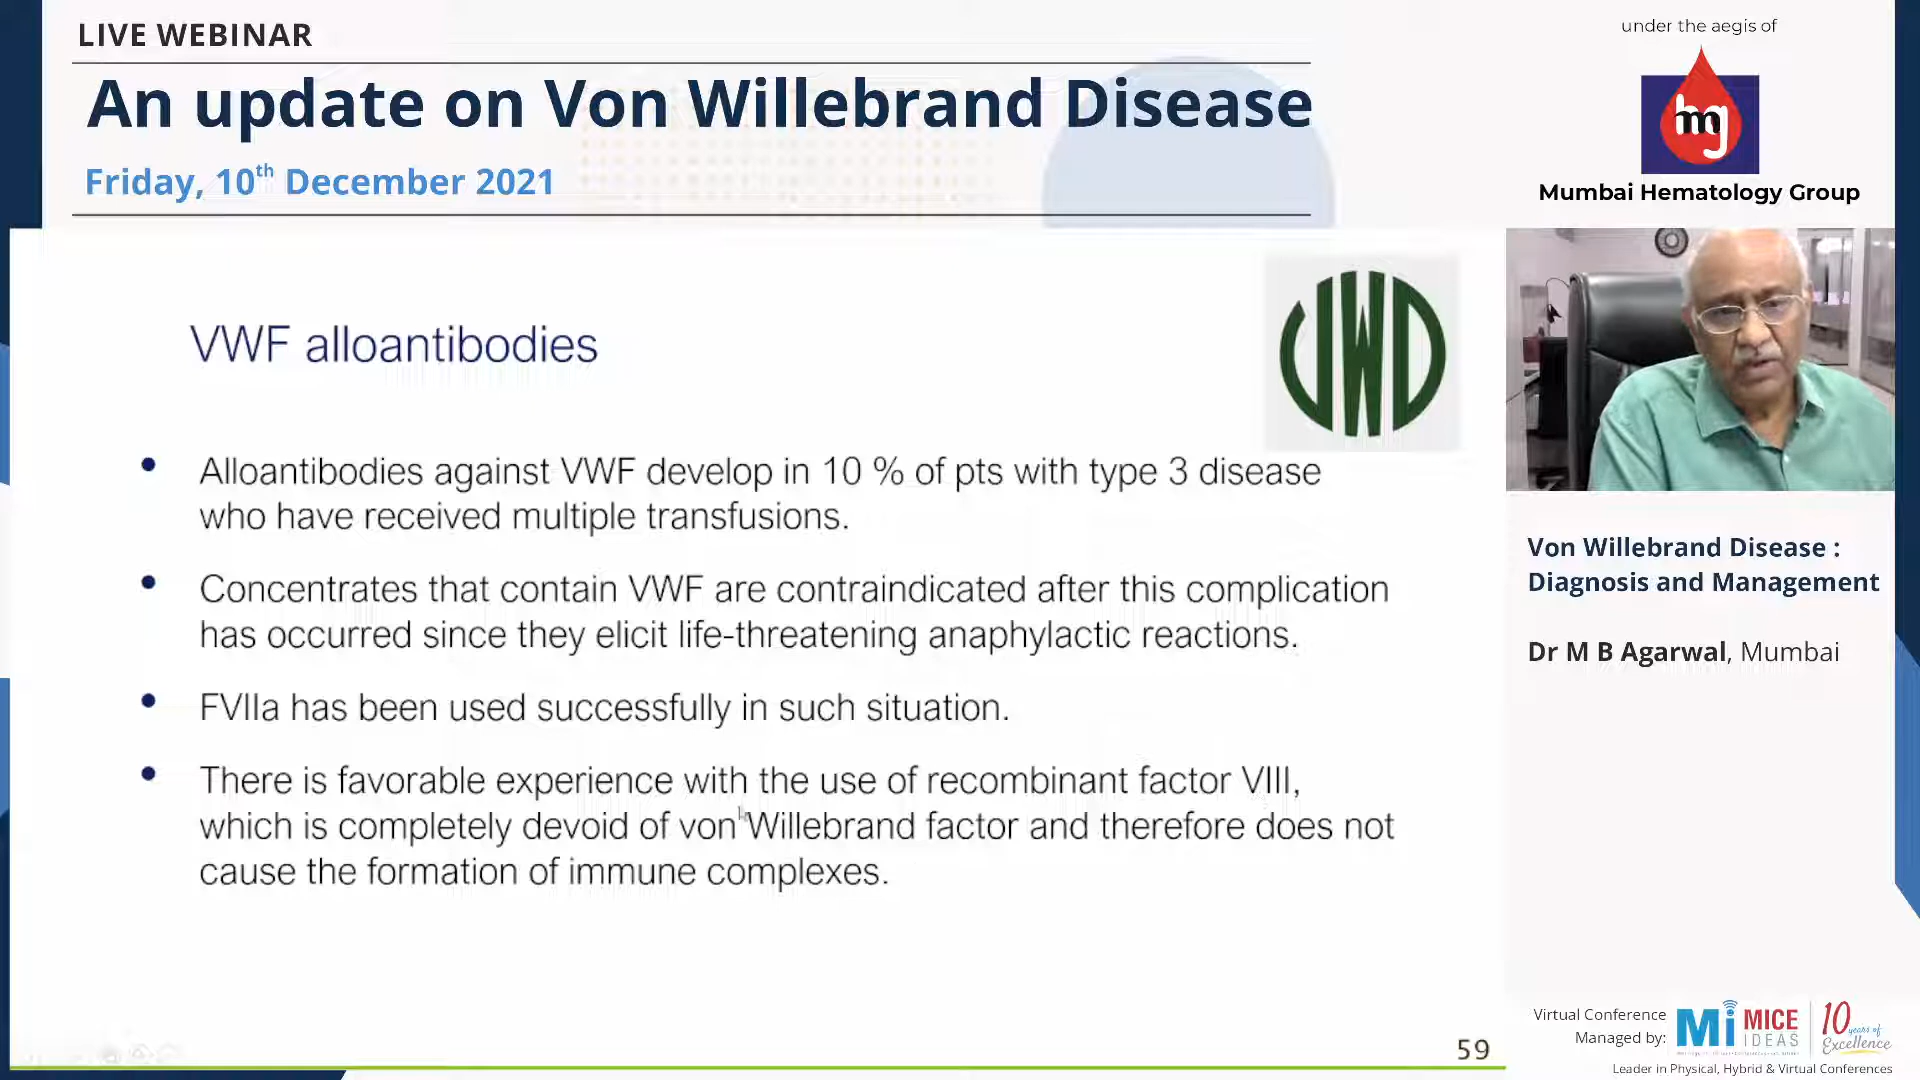 LIVE WEBINAR
An update on Von Willebrand Disease
Friday, 10th December 2021
under the aegis of
hmg
Mumbai Hematology Group
VWF alloantibodies
VWD
• Alloantibodies against VWF develop in 10 % of pts with type 3 disease
who have received multiple transfusions.
• Concentrates that contain VWF are contraindicated after this complication
has occurred since they elicit life-threatening anaphylactic reactions.
• FVIIa has been used successfully in such situation.
• There is favorable experience with the use of recombinant factor VIII,
which is completely devoid of von Willebrand factor and therefore does not
cause the formation of immune complexes.
59
Von Willebrand Disease :
Diagnosis and Management
Dr M B Agarwal, Mumbai
Virtual Conference
Managed by:
Mi MICE
IDEAS
10
years of
Excellence
Leader in Physical, Hybrid & Virtual Conferences